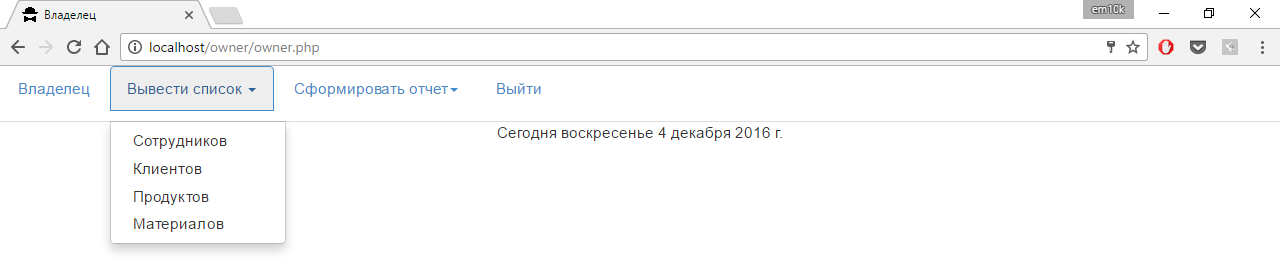 Владелец
em10k
localhost/owner/owner.php
Владелец Вывести список Сформировать отчет Выйти
Сегодня воскресенье 4 декабря 2016 г.
Сотрудников
Клиентов
Продуктов
Материалов